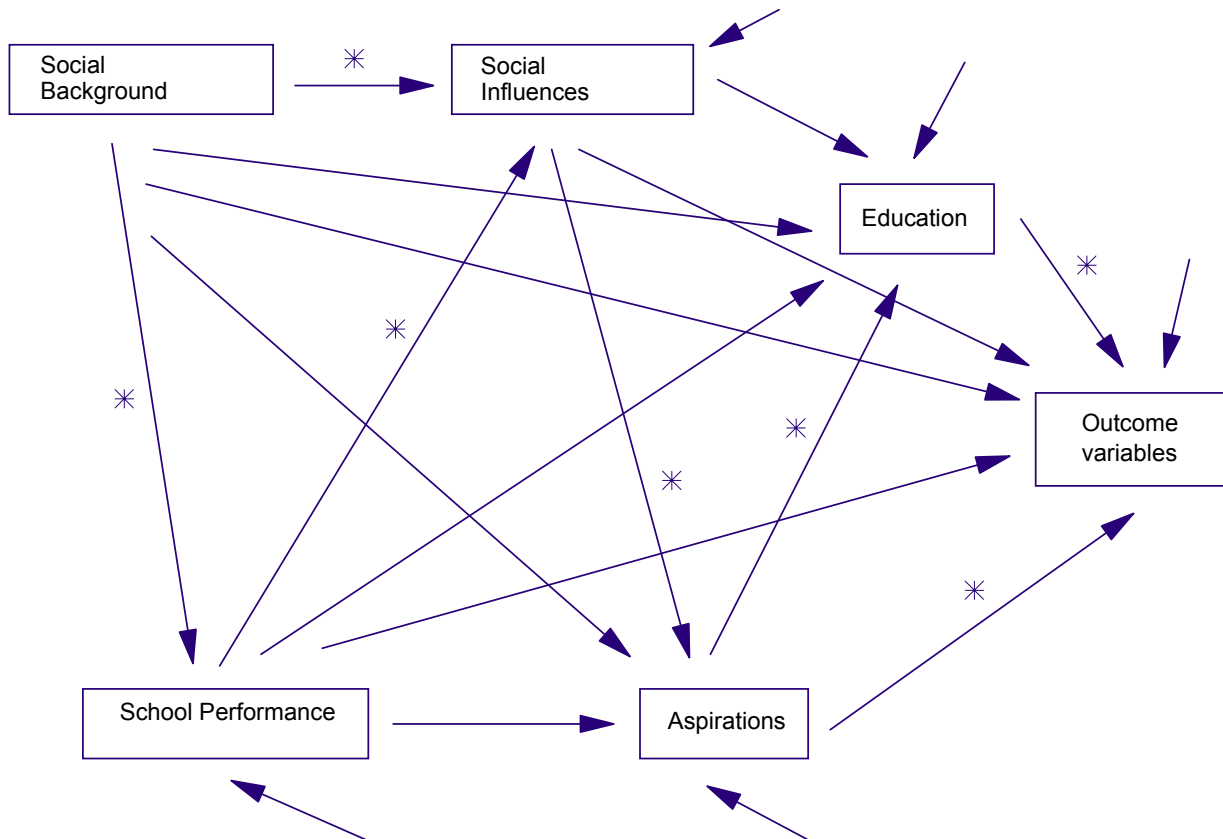 Social
Background
Social
Influences
Education
Outcome
variables
School Performance
Aspirations